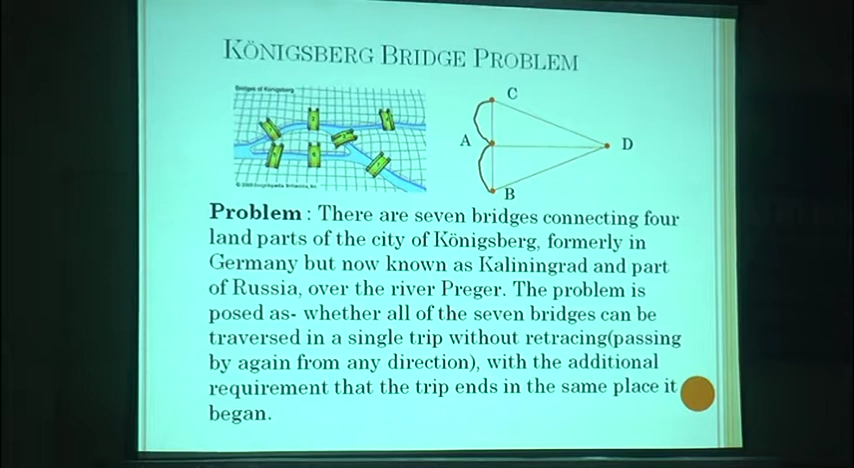 KÖNIGSBERG BRIDGE PROBLEM
Bridges of Königsberg
C
A
D
B
Problem : There are seven bridges connecting four
land parts of the city of Königsberg, formerly in
Germany but now known as Kaliningrad and part
of Russia, over the river Preger. The problem is
posed as- whether all of the seven bridges can be
traversed in a single trip without retracing(passing
by again from any direction), with the additional
requirement that the trip ends in the same place it
began.